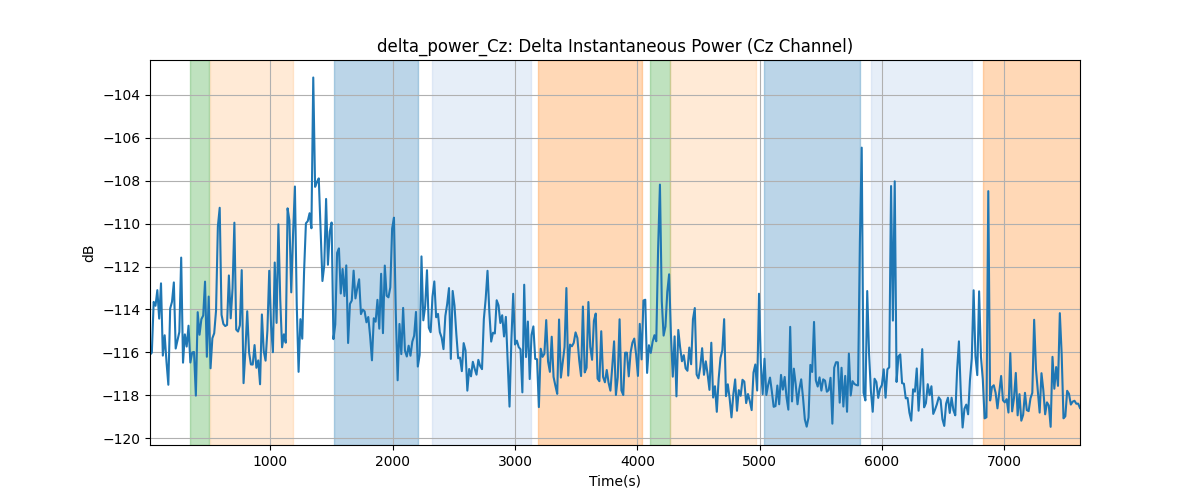 delta_power_Cz: Delta Instantaneous Power (Cz Channel)
dB
−104
−106
−108
−110
−112
−114
−116
−118
−120
1000 2000 3000 4000 5000 6000 7000
Time(s)